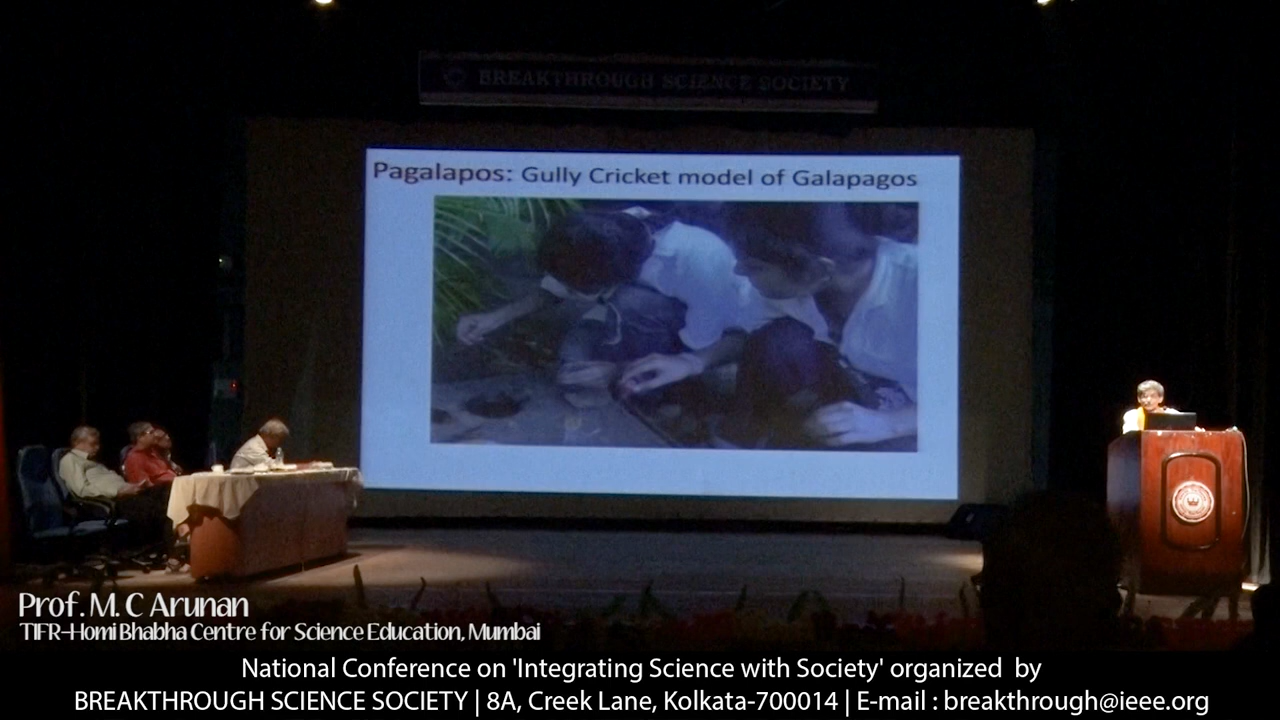 BREAKTHROUGH SCIENCE SOCIETY
Pagalapos: Gully Cricket model of Galapagos
Prof. M. C Arunan
TIFR-Homi Bhabha Centre for Science Education, Mumbai
National Conference on 'Integrating Science with Society' organized by
BREAKTHROUGH SCIENCE SOCIETY | 8A, Creek Lane, Kolkata-700014 | E-mail : breakthrough@ieee.org